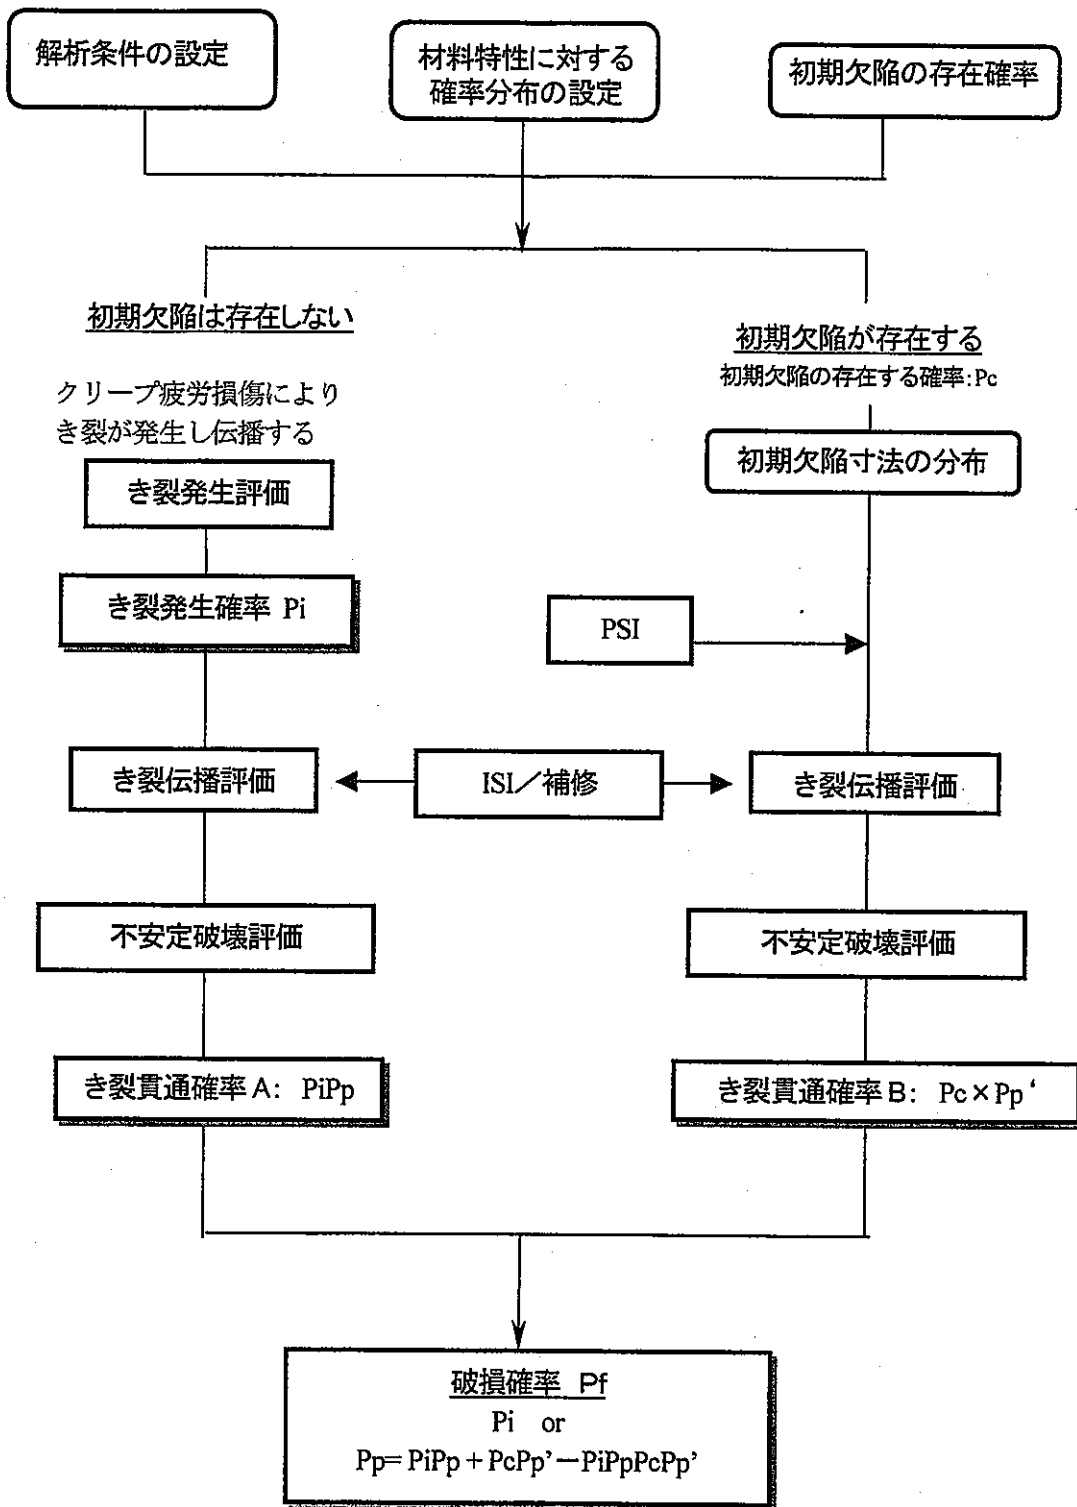 解析条件の設定
材料特性に対する
確率分布の設定
初期欠陥の存在確率
初期欠陥は存在しない
クリープ疲労損傷により
き裂が発生し伝播する
き裂発生評価
き裂発生確率 Pi
初期欠陥が存在する
初期欠陥の存在する確率:Pc
初期欠陥寸法の分布
PSI
き裂伝播評価
ISI/補修
き裂伝播評価
不安定破壊評価
不安定破壊評価
き裂貫通確率A: PiPp
き裂貫通確率B: Pc×Pp‘
破損確率 Pf
Pi or
Pp= PiPp+PcPp’-PiPpPcPp’